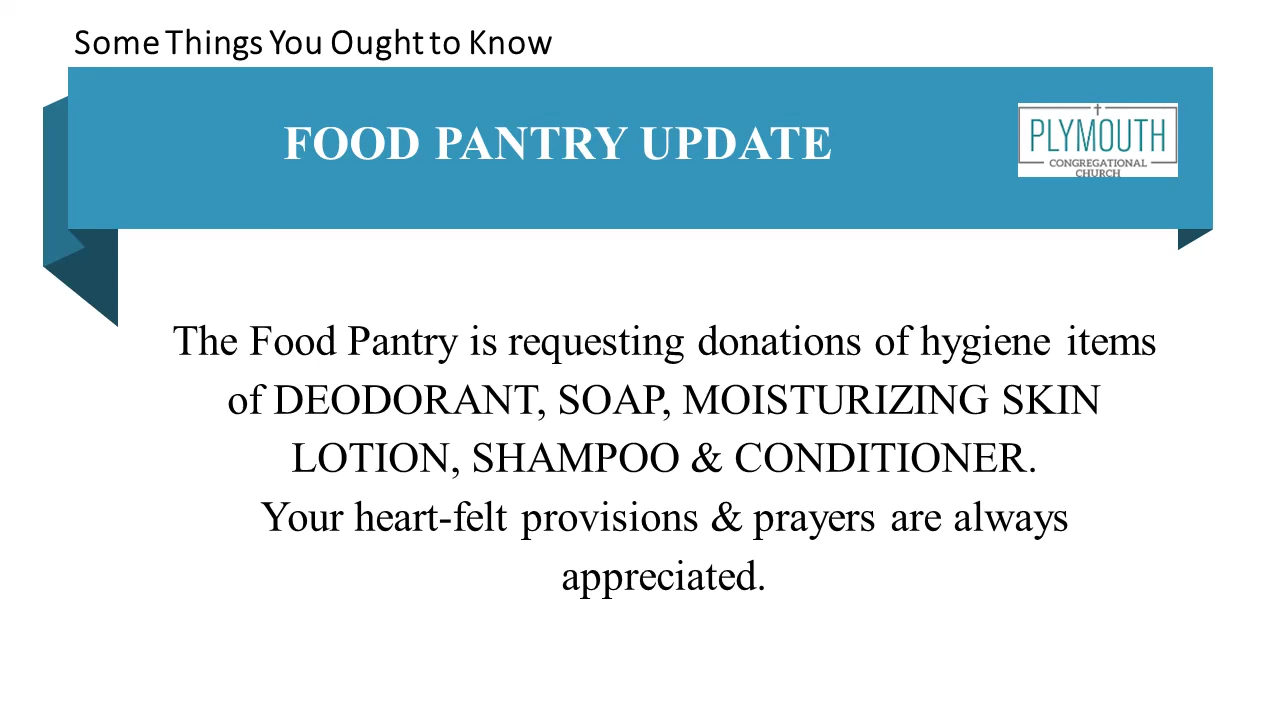 Some Things You Ought to Know
FOOD PANTRY UPDATE
PLYMOUTH
CONGREGATIONAL
CHURCH
The Food Pantry is requesting donations of hygiene items
of DEODORANT, SOAP, MOISTURIZING SKIN
LOTION, SHAMPOO & CONDITIONER.
Your heart-felt provisions & prayers are always
appreciated.